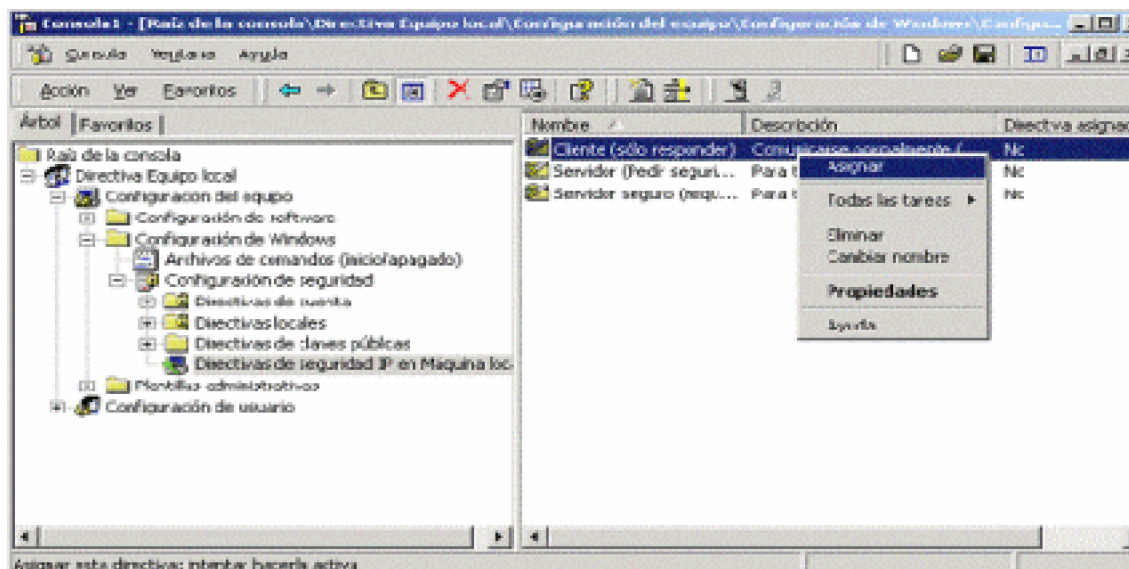 Consola1 - [Raíz de la consola\Directiva Equipo local\Configuración del equipo\Configuración de Windows\Configu...
Consola Ventana Ayuda
Acción Ver Favoritos
Árbol Favoritos
Raíz de la consola
Directiva Equipo local
Configuración del equipo
Configuración de software
Configuración de Windows
Archivos de comandos (inicio/apagado)
Configuración de seguridad
Directivas de cuenta
Directivas locales
Directivas de claves públicas
Directivas de seguridad IP en Máquina loc
Plantillas administrativas
Configuración de usuario
Nombre Descripción Directiva asignad
Cliente (sólo responder) Comunicarse normalmente ( No
Servidor (Pedir seguri... Para t No
Servidor seguro (requ... Para t No
Asignar
Todas las tareas
Eliminar
Cambiar nombre
Propiedades
Ayuda
Asignar esta directiva; intentar hacerla activa